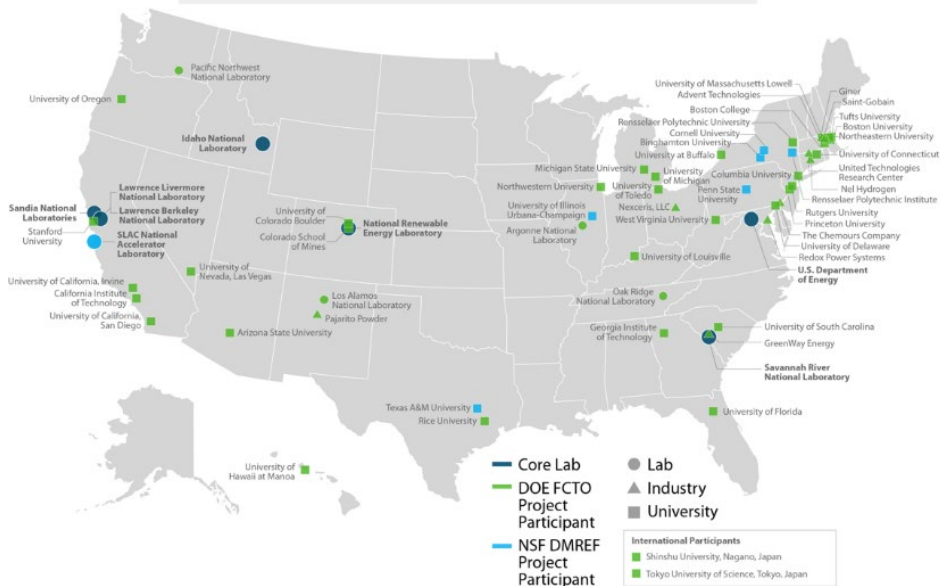 Pacific Northwest
National Laboratory
University of Oregon
Idaho National
Laboratory
Lawrence Livermore
National Laboratory
Sandia National
Laboratories
Lawrence Berkeley
National Laboratory
Stanford
University
SLAC National
Accelerator
Laboratory
University of
Colorado Boulder
Colorado School
of Mines
National Renewable
Energy Laboratory
University of
Nevada, Las Vegas
University of California, Irvine
California Institute
of Technology
University of California,
San Diego
Los Alamos
National Laboratory
Pajarito Powder
Arizona State University
Texas A&M University
Rice University
University of
Hawaii at Manoa
Michigan State University
University
of Michigan
Northwestern University
University
of Toledo
University of Illinois
Urbana-Champaign
Nexceris, LLC
Argonne National
Laboratory
West Virginia University
University of Louisville
Oak Ridge
National Laboratory
Georgia Institute
of Technology
University of Massachusetts Lowell
Advent Technologies
Boston College
Rensselaer Polytechnic University
Cornell University
Binghamton University
University at Buffalo
Columbia University
Penn State
University
Giner
Saint-Gobain
Tufts University
Boston University
Northeastern University
University of Connecticut
United Technologies
Research Center
Nel Hydrogen
Rensselaer Polytechnic Institute
Rutgers University
Princeton University
The Chemours Company
University of Delaware
Redox Power Systems
U.S. Department
of Energy
University of South Carolina
GreenWay Energy
Savannah River
National Laboratory
University of Florida
Core Lab
DOE FCTO
Project
Participant
NSF DMREF
Project
Participant
Lab
Industry
University
International Participants
Shinshu University, Nagano, Japan
Tokyo University of Science, Tokyo, Japan